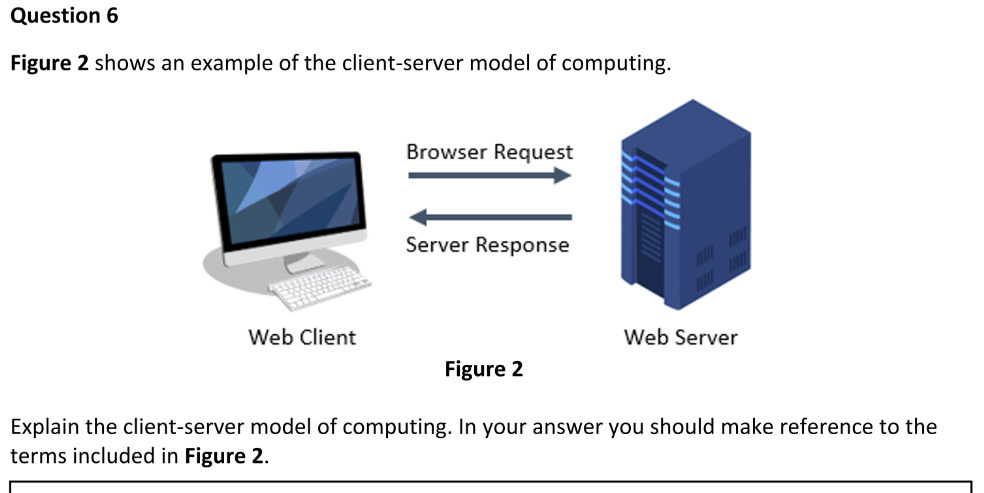 Question 6
Figure 2 shows an example of the client-server model of computing.
Browser Request
Server Response
Web Client
Web Server
Figure 2
Explain the client-server model of computing. In your answer you should make reference to the
terms included in Figure 2.